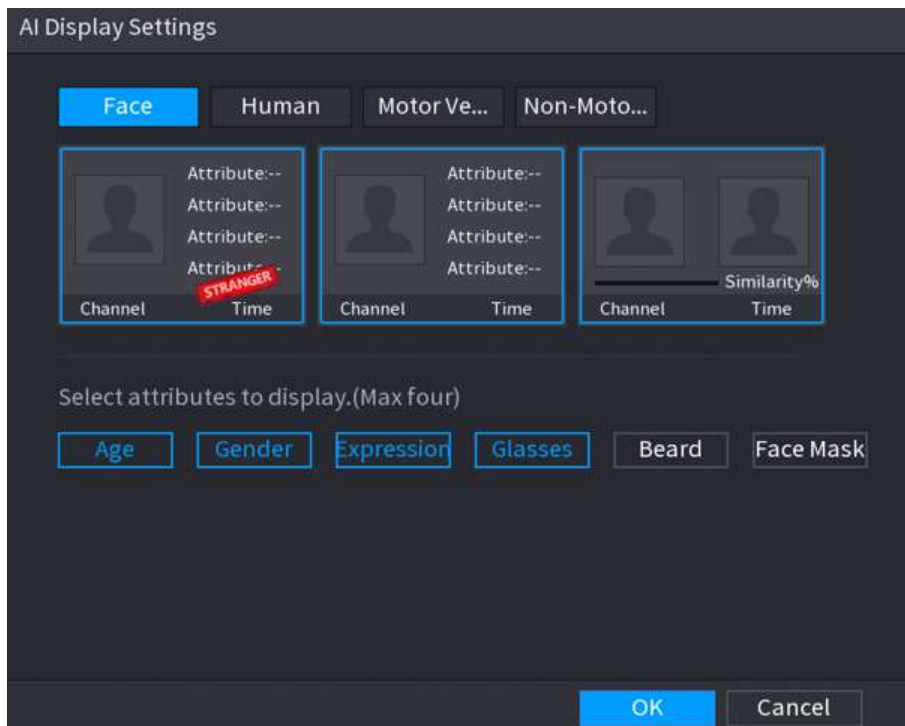 AI Display Settings
Face Human Motor Ve... Non-Moto...
Attribute:-- Attribute:--
Attribute:-- Attribute:--
Attribute:-- Attribute:--
Attribute:-- Attribute:--
STRANGER Similarity%
Channel Time Channel Time Channel Time
Select attributes to display.(Max four)
Age Gender Expression Glasses Beard Face Mask
OK Cancel